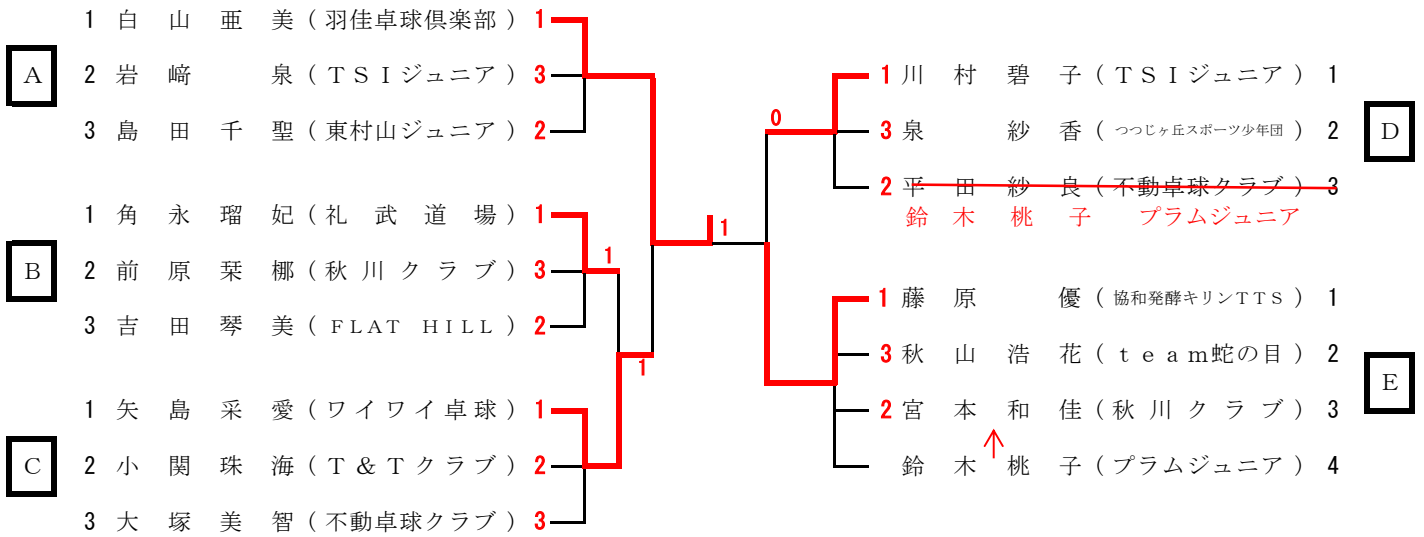 1 白山亜美(羽佳卓球倶楽部) 1
A
2 岩﨑泉(TSIジュニア) 3
3 島田千聖(東村山ジュニア) 2
1 角永瑠妃(礼武道場) 1
B
2 前原栞梛(秋川クラブ) 3
3 吉田琴美(FLAT HILL) 2
1 矢島采愛(ワイワイ卓球) 1
C
2 小関珠海(T&Tクラブ) 2
3 大塚美智(不動卓球クラブ) 3
1
1
1
0
1 川村碧子(TSIジュニア) 1
3 泉紗香(つつじヶ丘スポーツ少年団) 2
D
2 平田紗良(不動卓球クラブ) 3
鈴木桃子 プラムジュニア
1 藤原優(協和発酵キリンTTS) 1
3 秋山浩花(team蛇の目) 2
E
2 宮本和佳(秋川クラブ) 3
鈴木桃子(プラムジュニア) 4